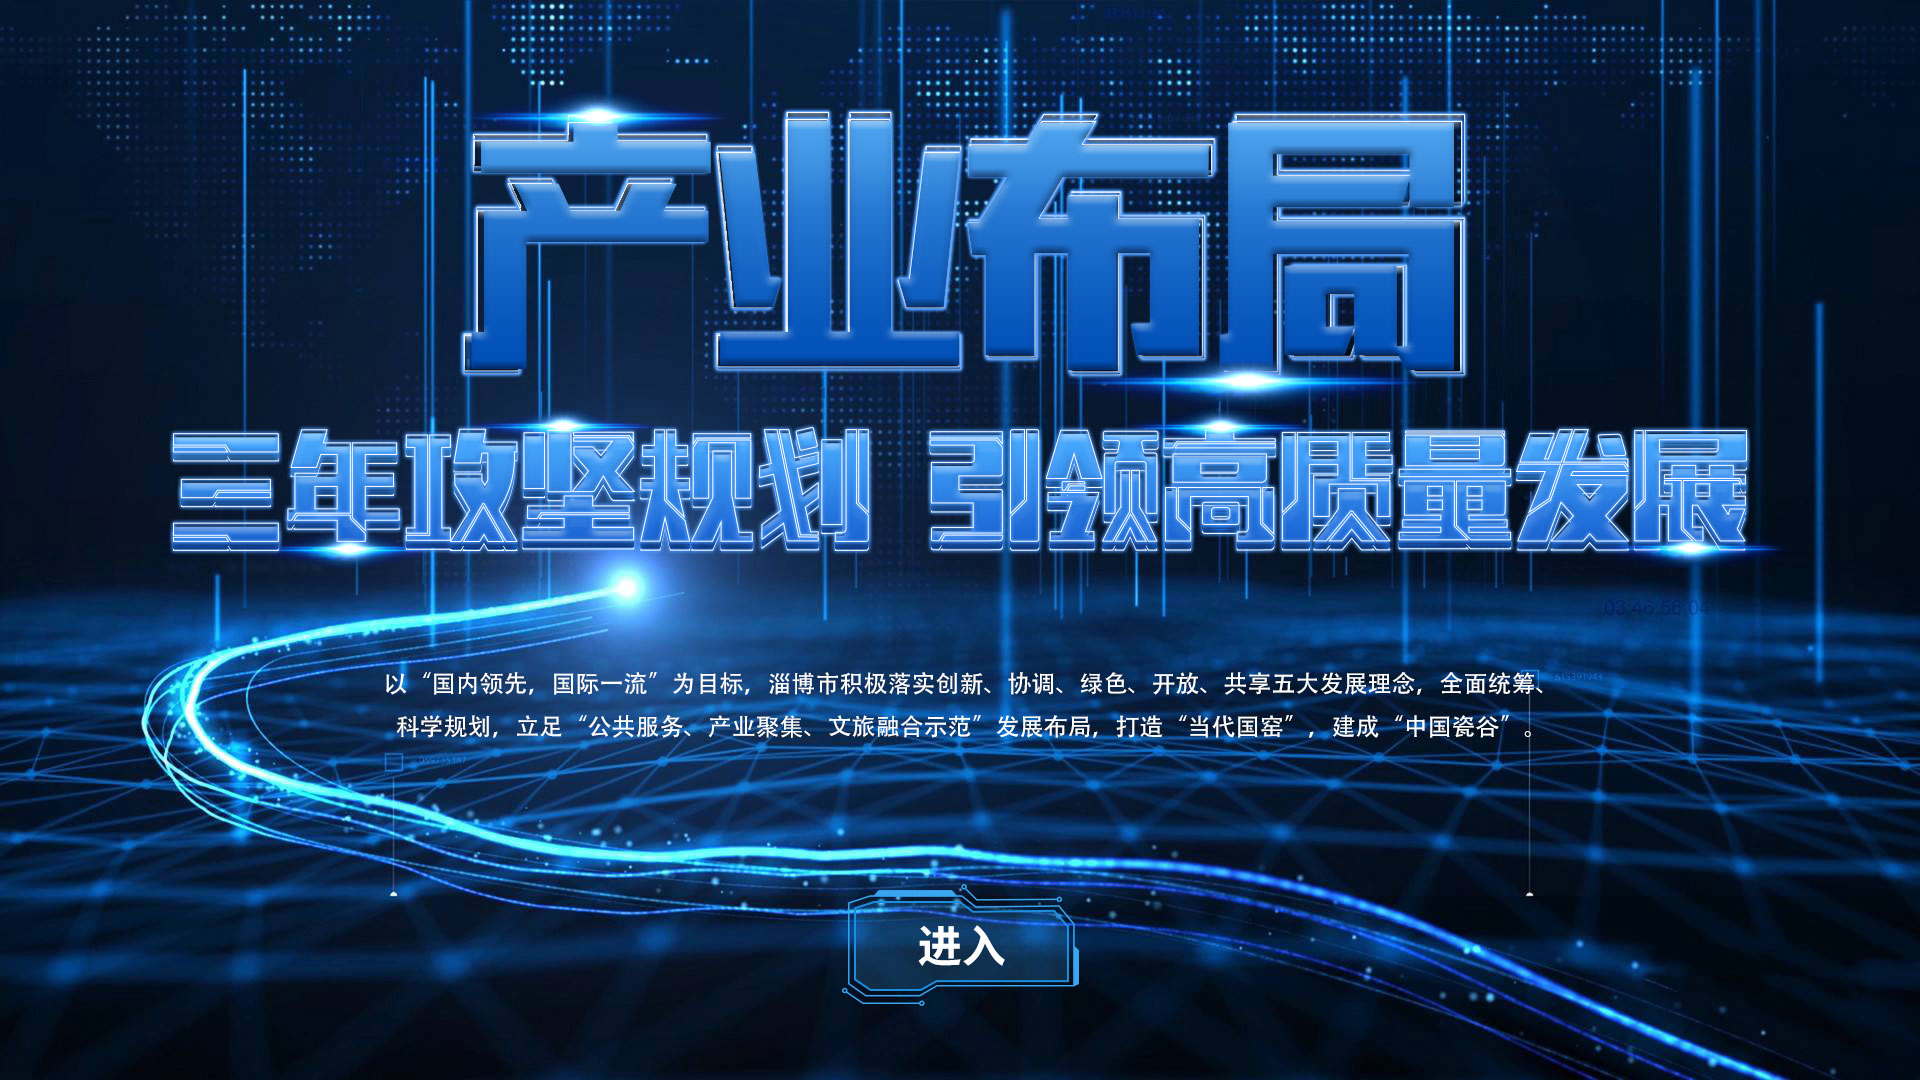 产业布局
三年攻坚规划 引领高质量发展
03:46:56:04
以“国内领先，国际一流”为目标，淄博市积极落实创新、协调、绿色、开放、共享五大发展理念，全面统筹、
科学规划，立足“公共服务、产业聚集、文旅融合示范”发展布局，打造“当代国窑”，建成“中国瓷谷”。
进入